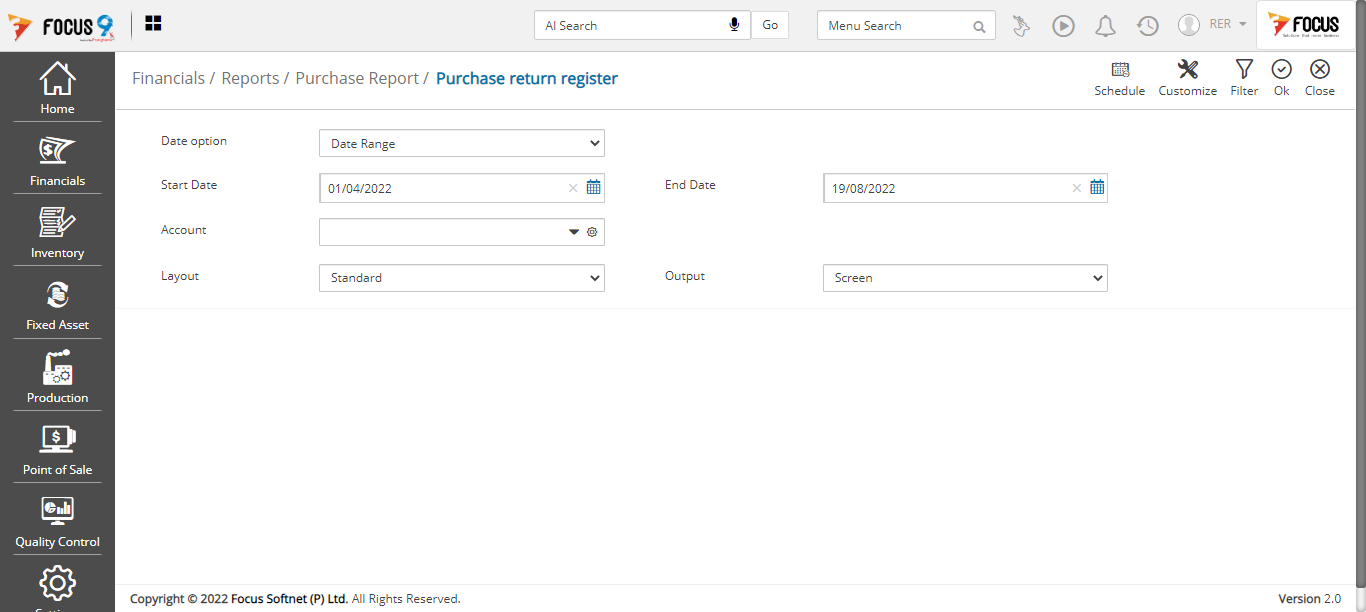 FOCUS 9
AI Search
Go
Menu Search
RER
FOCUS
Financials / Reports / Purchase Report / Purchase return register
Schedule
Customize
Filter
Ok
Close
Home
Financials
Inventory
Fixed Asset
Production
Point of Sale
Quality Control
Date option
Date Range
Start Date
01/04/2022
End Date
19/08/2022
Account
Layout
Standard
Output
Screen
Copyright © 2022 Focus Softnet (P) Ltd. All Rights Reserved.
Version 2.0